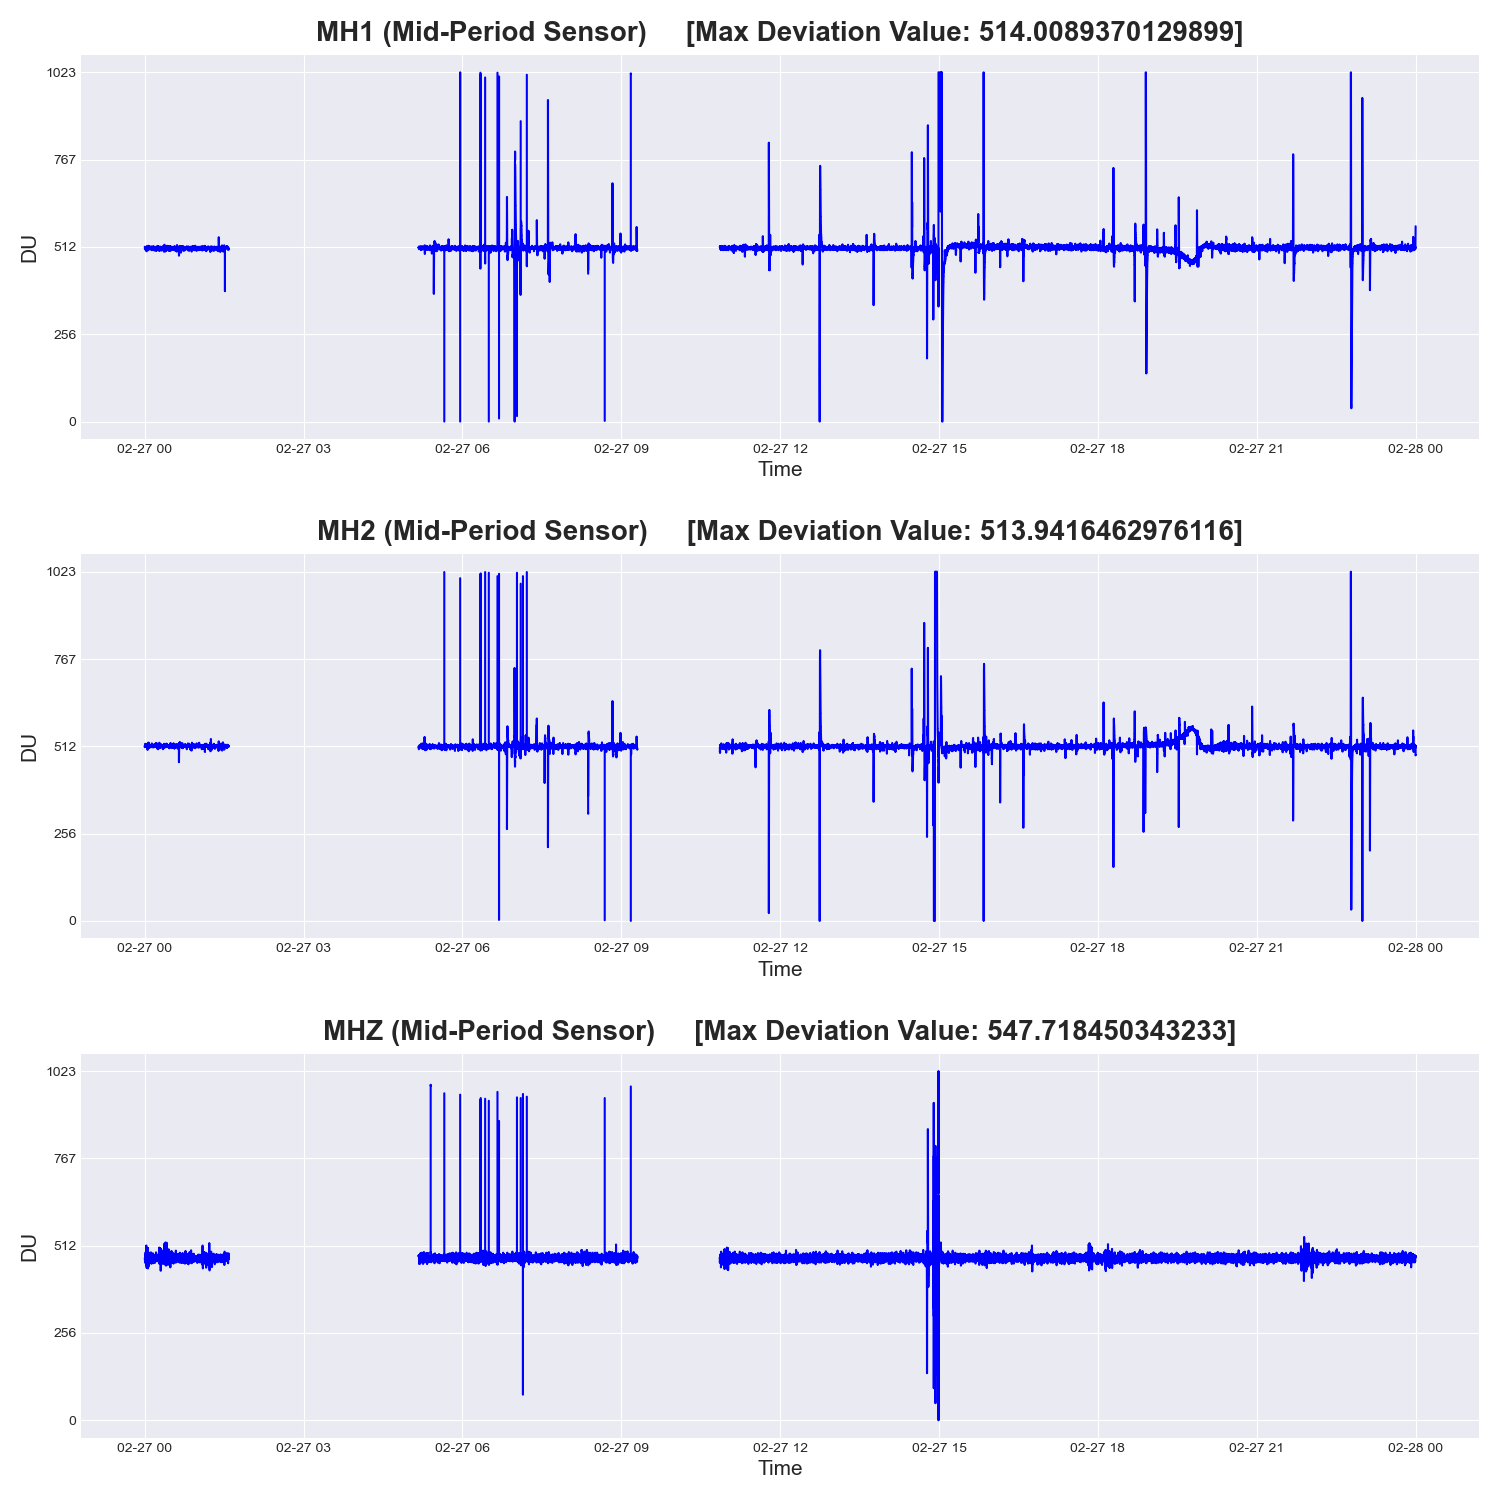 MH1 (Mid-Period Sensor) [Max Deviation Value: 514.0089370129899]
1023
767
512
256
0
DU
02-27 00 02-27 03 02-27 06 02-27 09 02-27 12 02-27 15 02-27 18 02-27 21 02-28 00
Time
MH2 (Mid-Period Sensor) [Max Deviation Value: 513.9416462976116]
1023
767
512
256
0
DU
02-27 00 02-27 03 02-27 06 02-27 09 02-27 12 02-27 15 02-27 18 02-27 21 02-28 00
Time
MHZ (Mid-Period Sensor) [Max Deviation Value: 547.718450343233]
1023
767
512
256
0
DU
02-27 00 02-27 03 02-27 06 02-27 09 02-27 12 02-27 15 02-27 18 02-27 21 02-28 00
Time